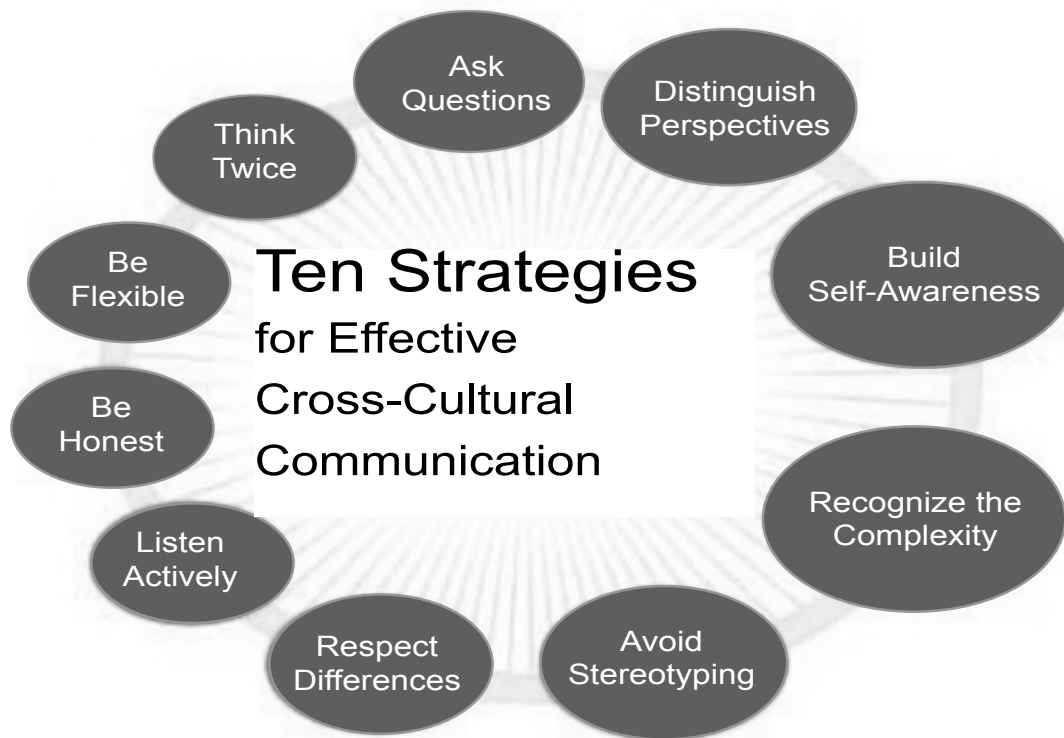 Ask
Questions
Distinguish
Perspectives
Think
Twice
Build
Self-Awareness
Be
Flexible
Ten Strategies
for Effective
Cross-Cultural
Communication
Be
Honest
Recognize the
Complexity
Listen
Actively
Respect
Differences
Avoid
Stereotyping